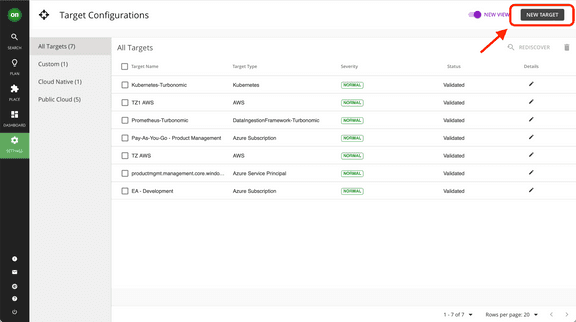 on
Target Configurations
NEW VIEW
NEW TARGET
SEARCH
PLAN
PLACE
DASHBOARD
SETTINGS
All Targets (7)
Custom (1)
Cloud Native (1)
Public Cloud (5)
All Targets
REDISCOVER
Target Name Target Type Severity Status Details
Kubernetes-Turbonomic Kubernetes NORMAL Validated
TZ1 AWS AWS NORMAL Validated
Prometheus-Turbonomic DataIngestionFramework-Turbonomic NORMAL Validated
Pay-As-You-Go - Product Management Azure Subscription NORMAL Validated
TZ AWS AWS NORMAL Validated
productmgmt.management.core.windo... Azure Service Principal NORMAL Validated
EA - Development Azure Subscription NORMAL Validated
1 - 7 of 7 Rows per page: 20